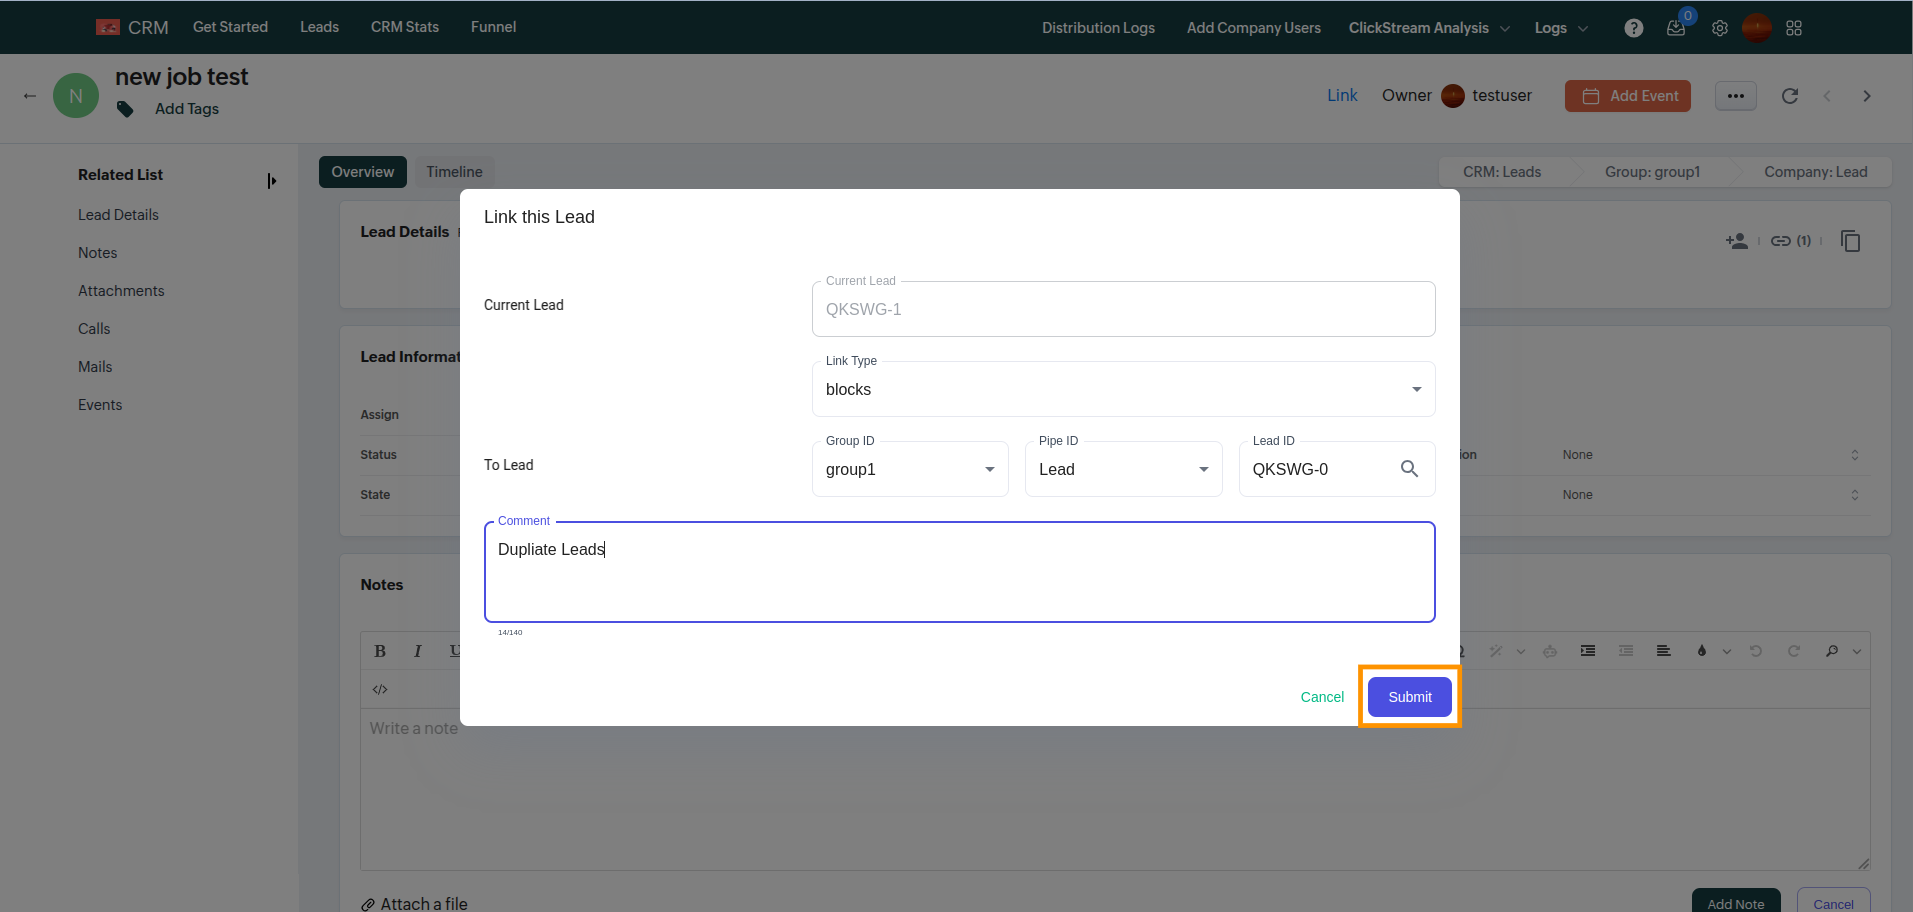 CRM Get Started Leads CRM Stats Funnel Distribution Logs Add Company Users ClickStream Analysis Logs ? 0
N new job test
Add Tags
Link Owner testuser Add Event
Related List
Lead Details
Notes
Attachments
Calls
Mails
Events
Overview Timeline
CRM: Leads Group: group1 Company: Lead
Lead Details
(1)
Link this Lead
Current Lead
Current Lead
QKSWG-1
Link Type
blocks
To Lead
Group ID
group1
Pipe ID
Lead
Lead ID
QKSWG-0
Comment
Dupliate Leads
14/140
Cancel Submit
Assign
Status None
State None
Notes
B I U
</>
Write a note
Attach a file
Add Note Cancel